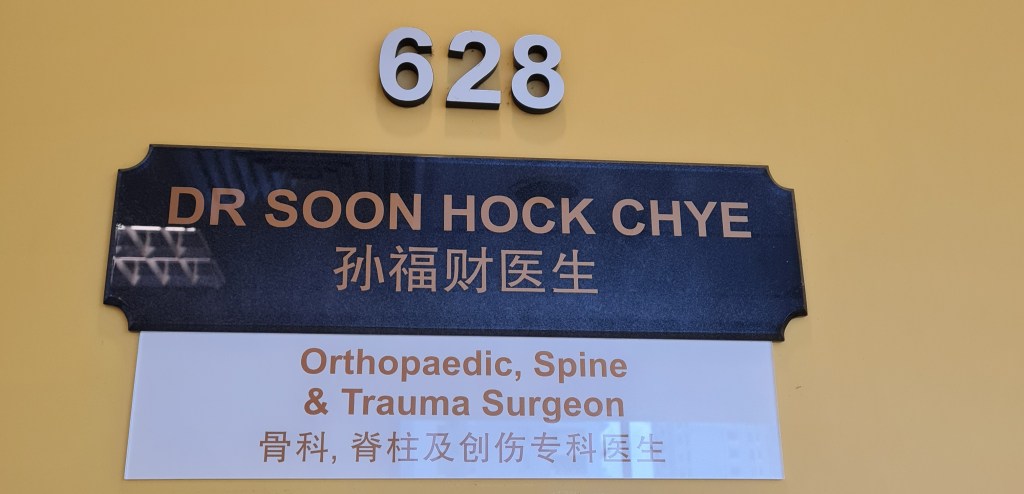 628
DR SOON HOCK CHYE
孙福财医生
Orthopaedic, Spine
& Trauma Surgeon
骨科, 脊柱及创伤专科医生